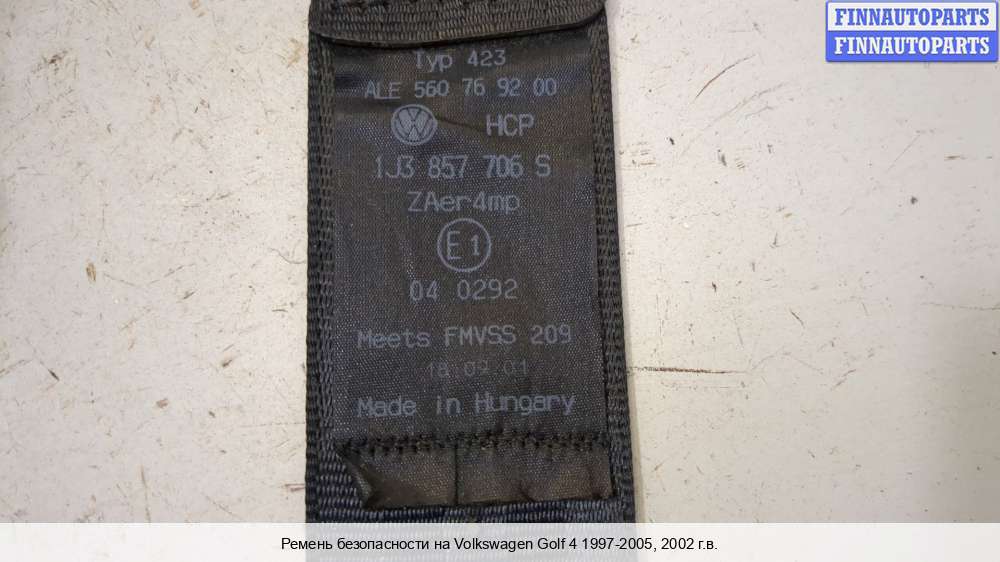 FINNAUTOPARTS
FINNAUTOPARTS
Typ 423
ALE 560 76 92 00
HCP
1J3 857 706 S
ZAer4mp
E1
04 0292
Meets FMVSS 209
18.09.01
Made in Hungary
Ремень безопасности на Volkswagen Golf 4 1997-2005, 2002 г.в.